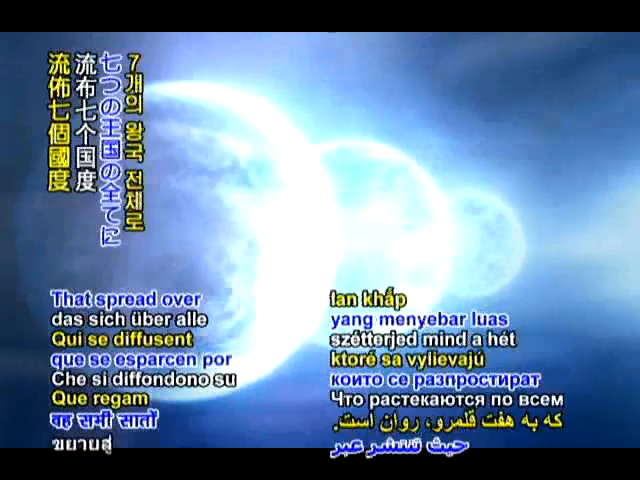 流佈七個國度
流布七个国度
七つの王国の全てに
7개의 왕국 전체로
That spread over
das sich über alle
Qui se diffusent
que se esparcen por
Che si diffondono su
Que regam
वह सभी सातों
ขยายสู่
lan khắp
yang menyebar luas
szétterjed mind a hét
ktoré sa vylievajú
които се разпростират
Что растекаются по всем
که به هفت قلمرو، روان است.
حيث تنتشر عبر